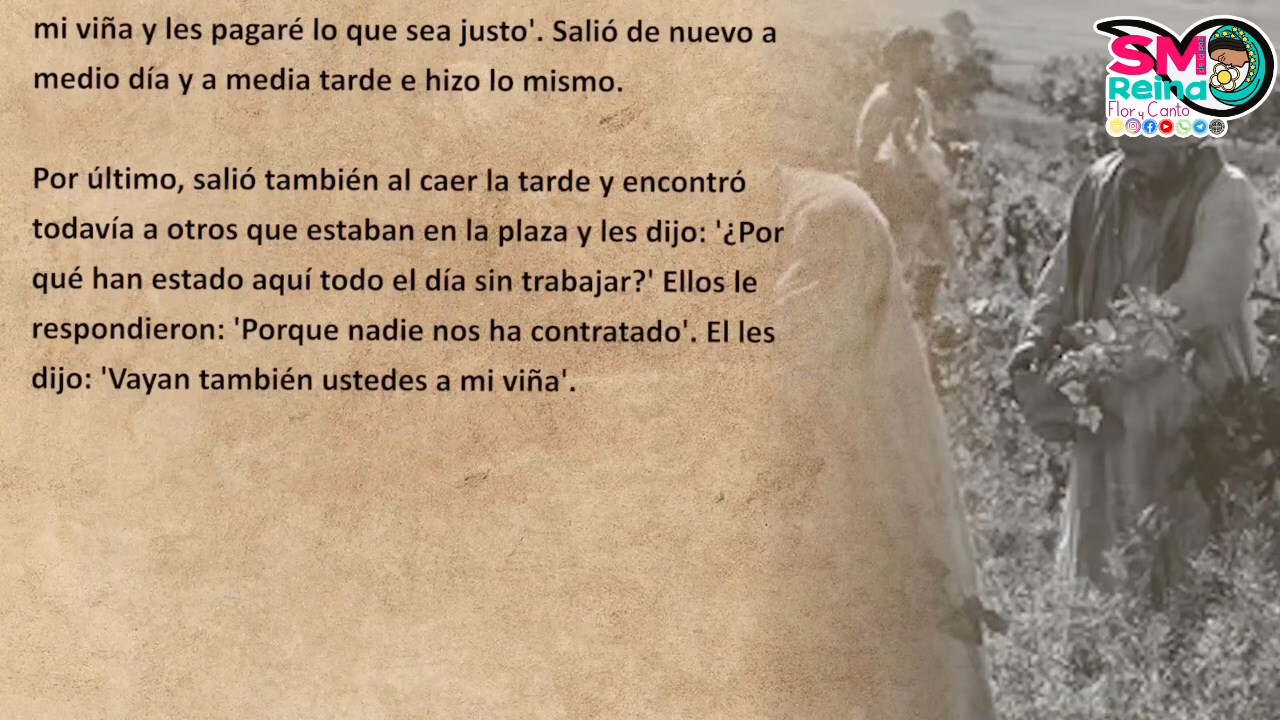 mi viña y les pagaré lo que sea justo'. Salió de nuevo a
medio día y a media tarde e hizo lo mismo.
Por último, salió también al caer la tarde y encontró
todavía a otros que estaban en la plaza y les dijo: '¿Por
qué han estado aquí todo el día sin trabajar?' Ellos le
respondieron: 'Porque nadie nos ha contratado'. El les
dijo: 'Vayan también ustedes a mi viña'.
SM
Reina
Flor y Canto